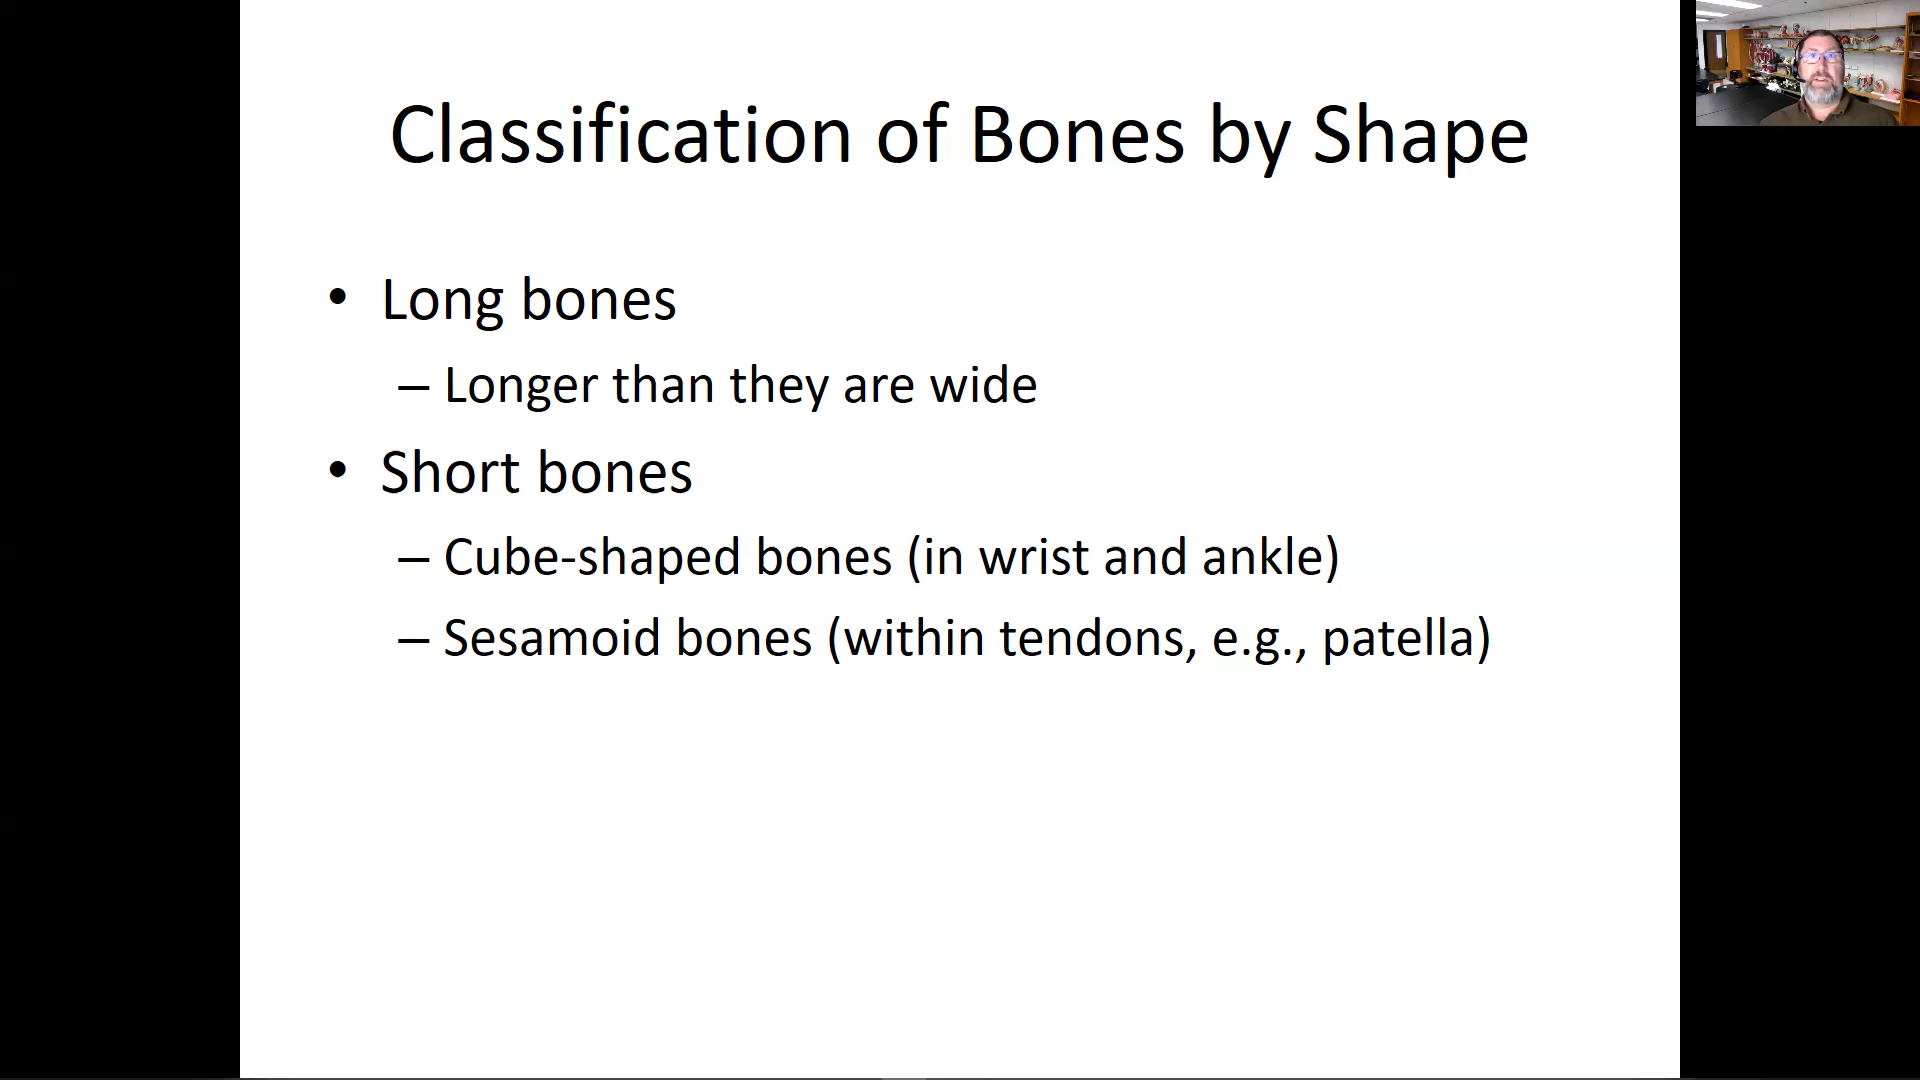 Classification of Bones by Shape
• Long bones
– Longer than they are wide
• Short bones
– Cube-shaped bones (in wrist and ankle)
– Sesamoid bones (within tendons, e.g., patella)